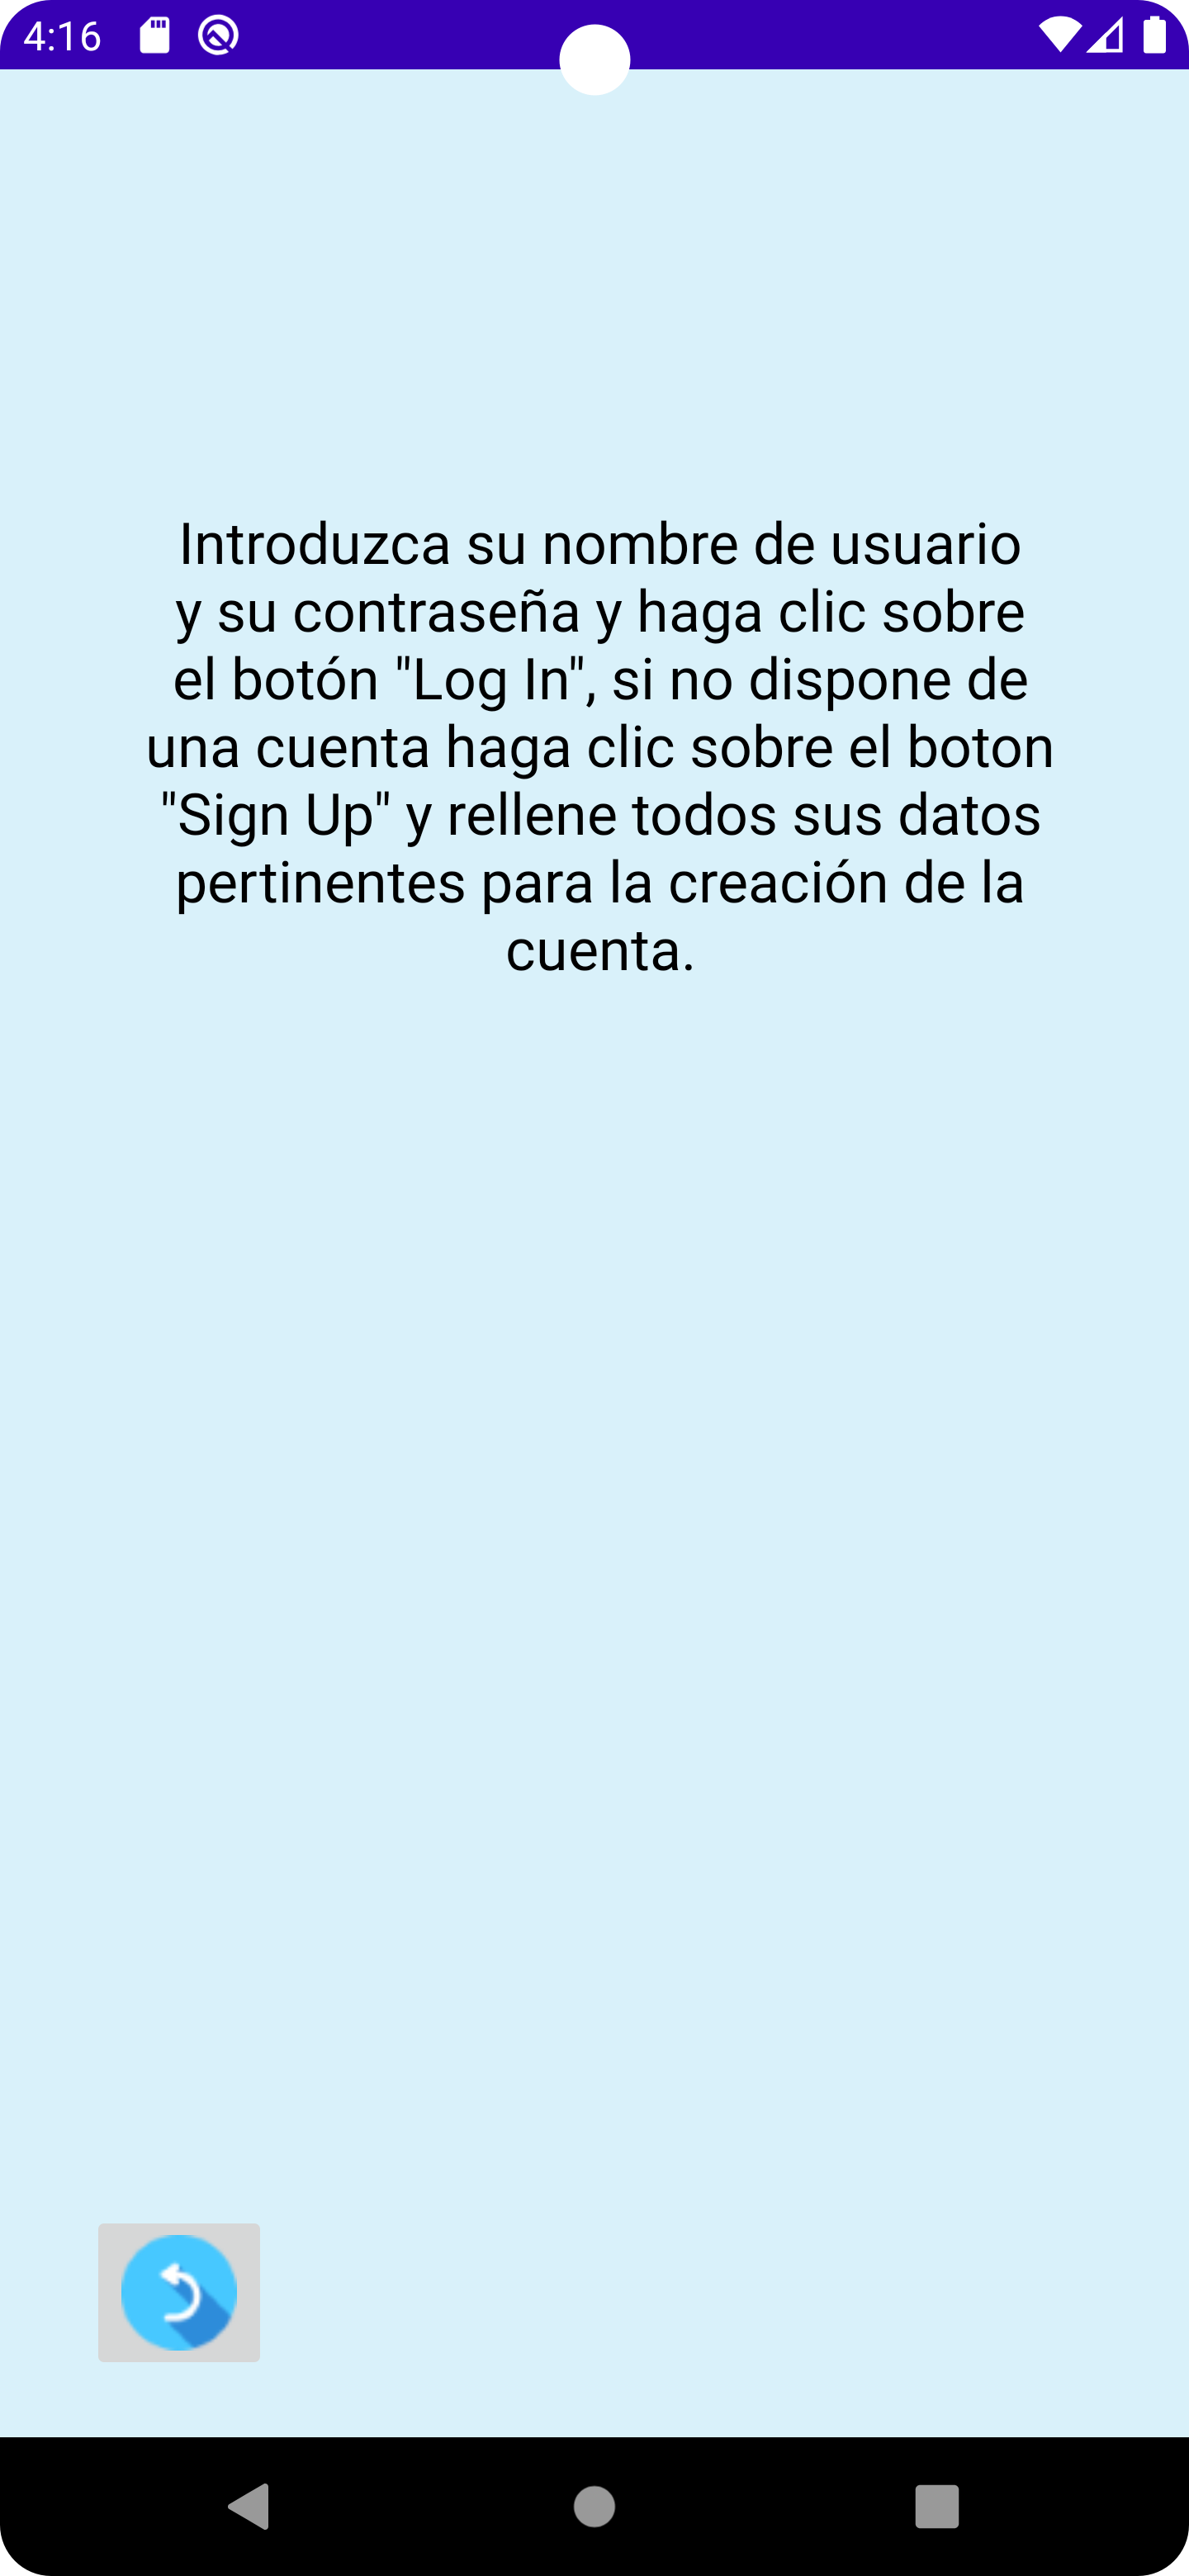 4:16
Introduzca su nombre de usuario
y su contraseña y haga clic sobre
el botón "Log In", si no dispone de
una cuenta haga clic sobre el boton
"Sign Up" y rellene todos sus datos
pertinentes para la creación de la
cuenta.